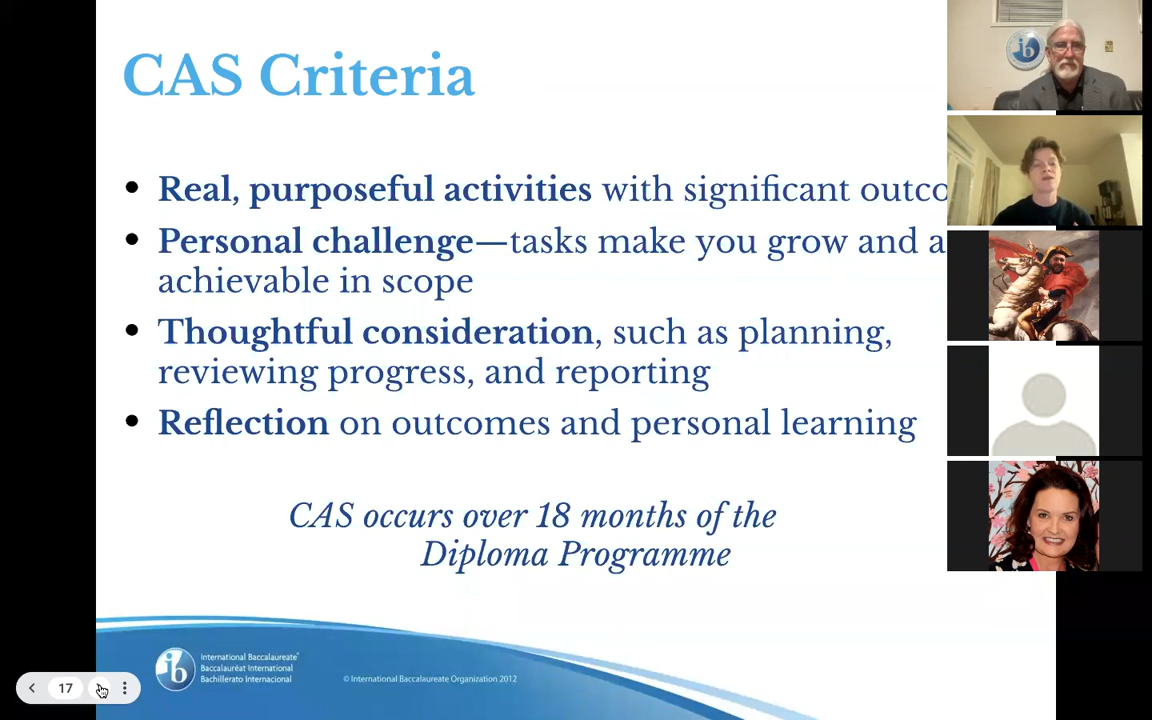 CAS Criteria
• Real, purposeful activities with significant outco
• Personal challenge—tasks make you grow and a
achievable in scope
• Thoughtful consideration, such as planning,
reviewing progress, and reporting
• Reflection on outcomes and personal learning
CAS occurs over 18 months of the
Diploma Programme
ib
International Baccalaureate®
Baccalauréat International
Bachillerato Internacional
© International Baccalaureate Organization 2012
17
ib